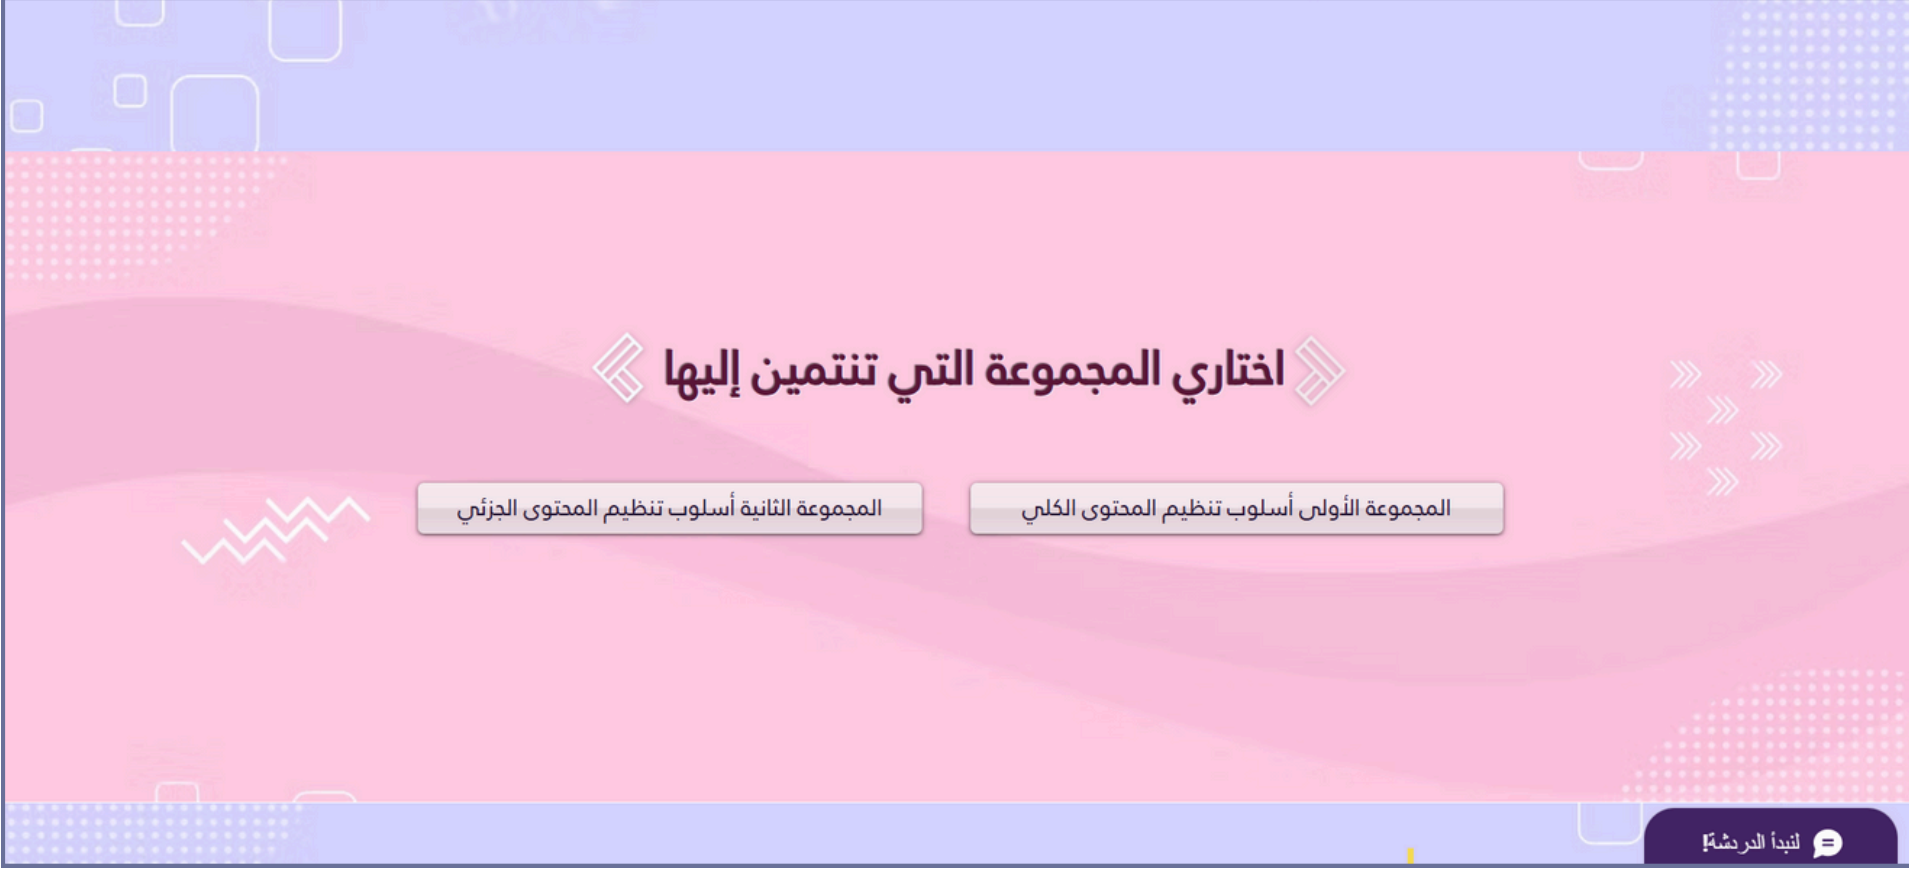 اختاري المجموعة التي تنتمين إليها
المجموعة الأولى أسلوب تنظيم المحتوى الكلي
المجموعة الثانية أسلوب تنظيم المحتوى الجزئي
لنبدأ الدردشة!